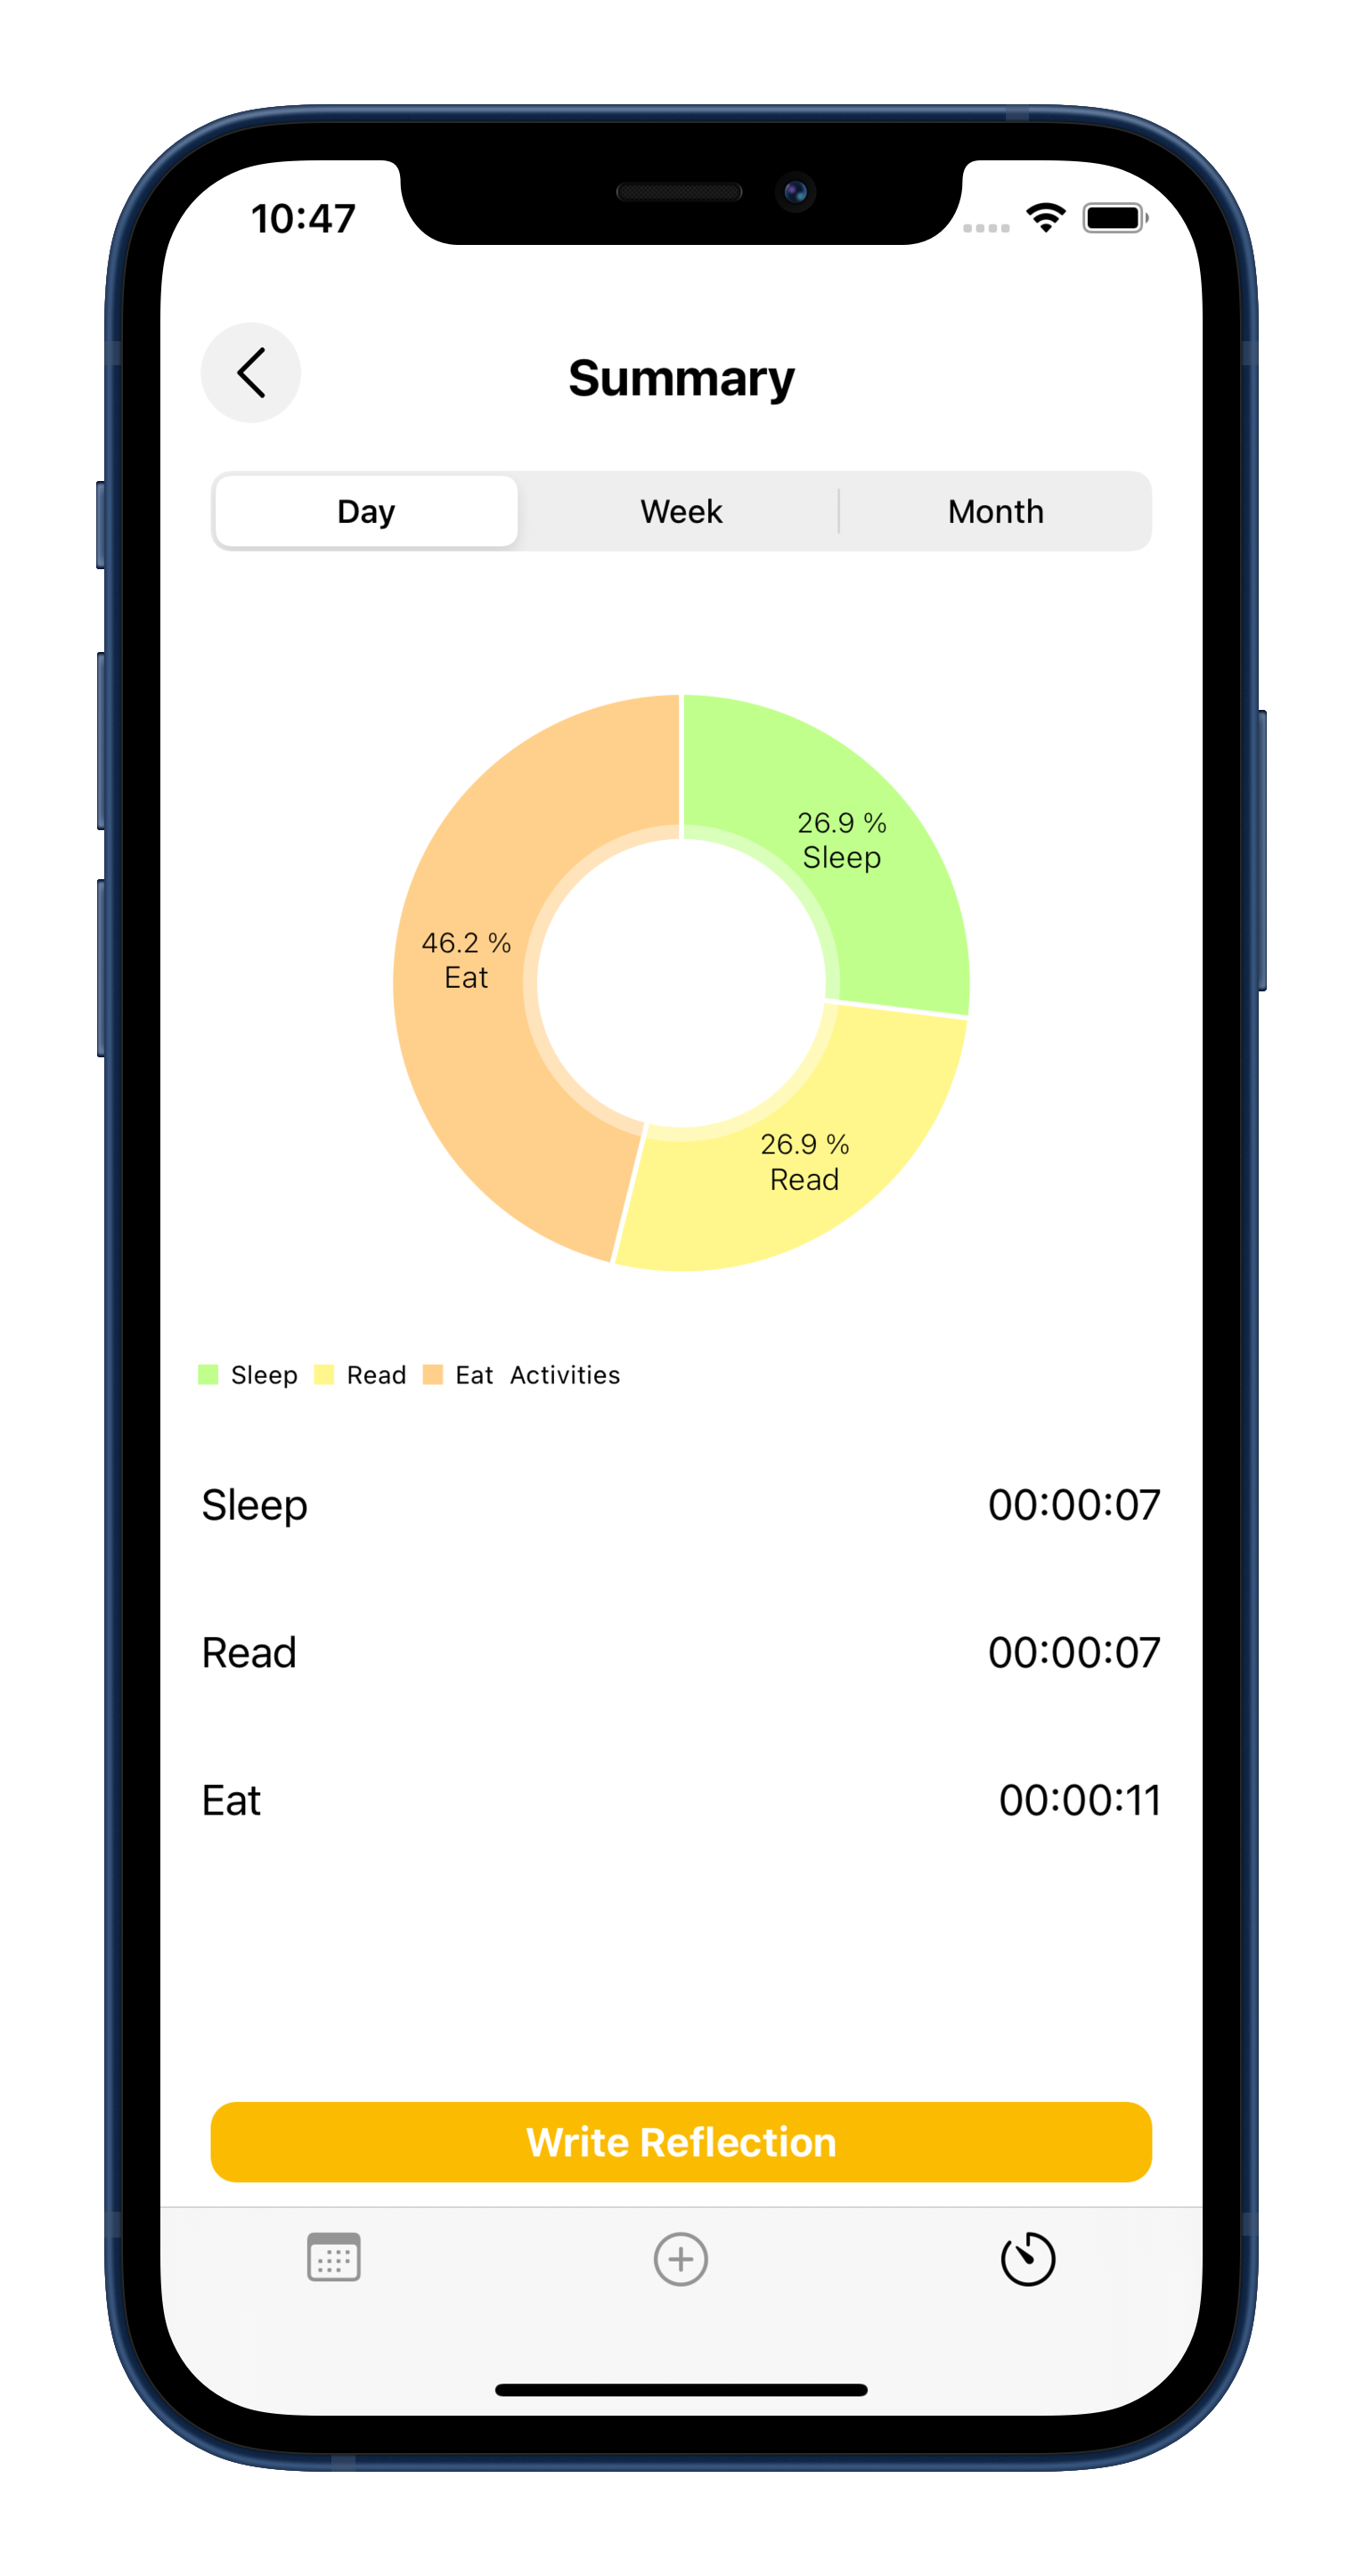 10:47
Summary
Day Week Month
26.9 %
Sleep
46.2 %
Eat
26.9 %
Read
Sleep Read Eat Activities
Sleep 00:00:07
Read 00:00:07
Eat 00:00:11
Write Reflection